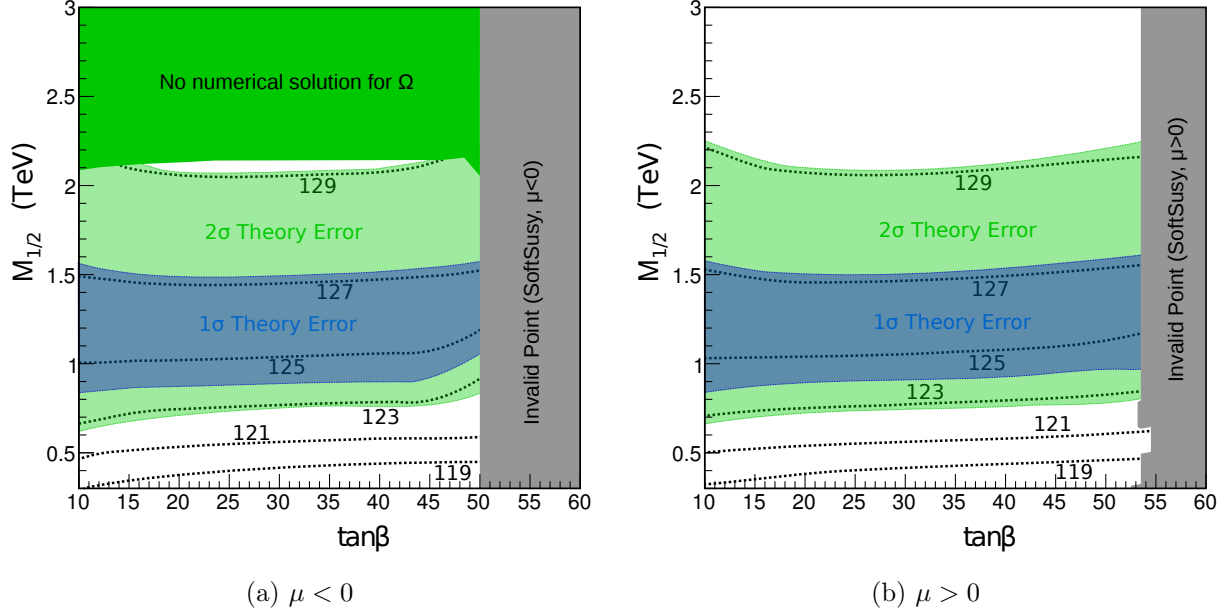 3
2.5
2
1.5
1
0.5
M1/2 (TeV)
No numerical solution for Ω
129
2σ Theory Error
127
1σ Theory Error
125
123
121
119
Invalid Point (SoftSusy, μ<0)
10 15 20 25 30 35 40 45 50 55 60
tanβ
(a) μ < 0
3
2.5
2
1.5
1
0.5
M1/2 (TeV)
129
2σ Theory Error
127
1σ Theory Error
125
123
121
119
Invalid Point (SoftSusy, μ>0)
10 15 20 25 30 35 40 45 50 55 60
tanβ
(b) μ > 0